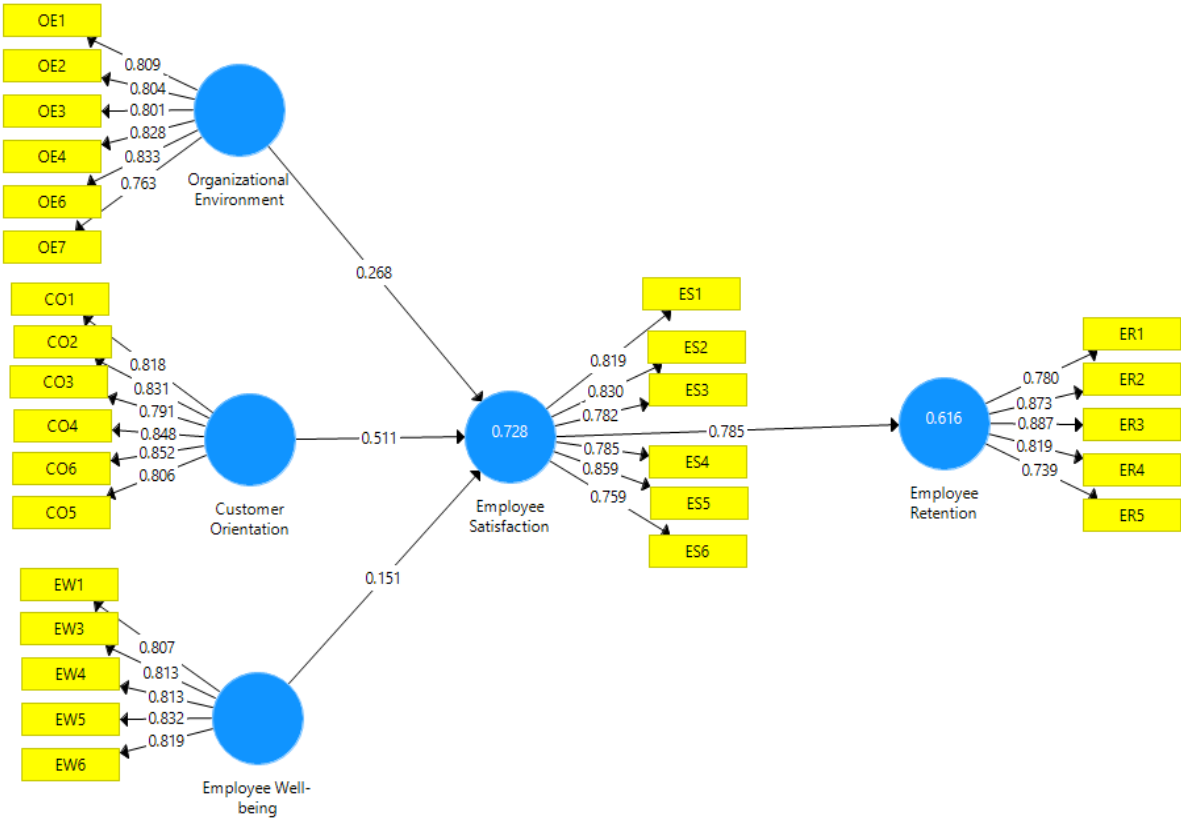 OE1
OE2
OE3
OE4
OE6
OE7
0.809
0.804
0.801
0.828
0.833
0.763
Organizational
Environment
0.268
CO1
CO2
CO3
CO4
CO6
CO5
0.818
0.831
0.791
0.848
0.852
0.806
Customer
Orientation
0.511
EW1
EW3
EW4
EW5
EW6
0.807
0.813
0.813
0.832
0.819
Employee Well-
being
0.151
0.728
Employee
Satisfaction
0.819
0.830
0.782
0.785
0.859
0.759
ES1
ES2
ES3
ES4
ES5
ES6
0.785
0.616
Employee
Retention
0.780
0.873
0.887
0.819
0.739
ER1
ER2
ER3
ER4
ER5